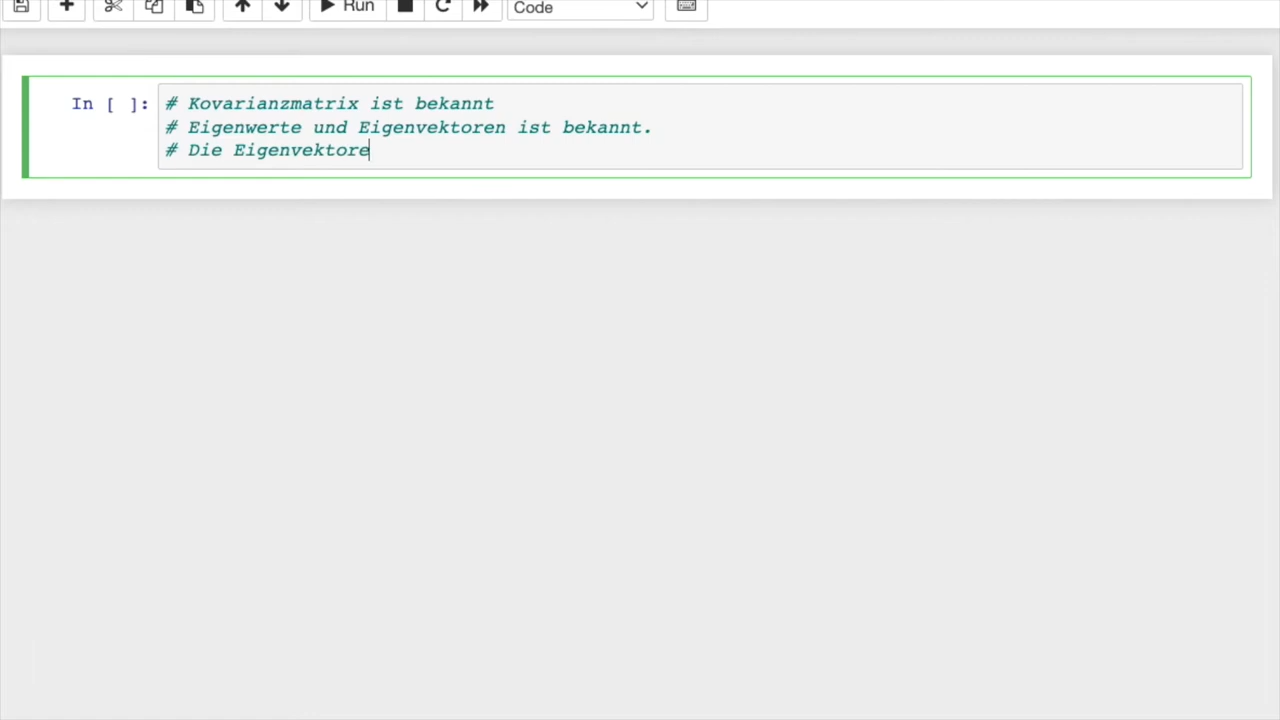 Run
Code
In [ ]:
# Kovarianzmatrix ist bekannt
# Eigenwerte und Eigenvektoren ist bekannt.
# Die Eigenvektore